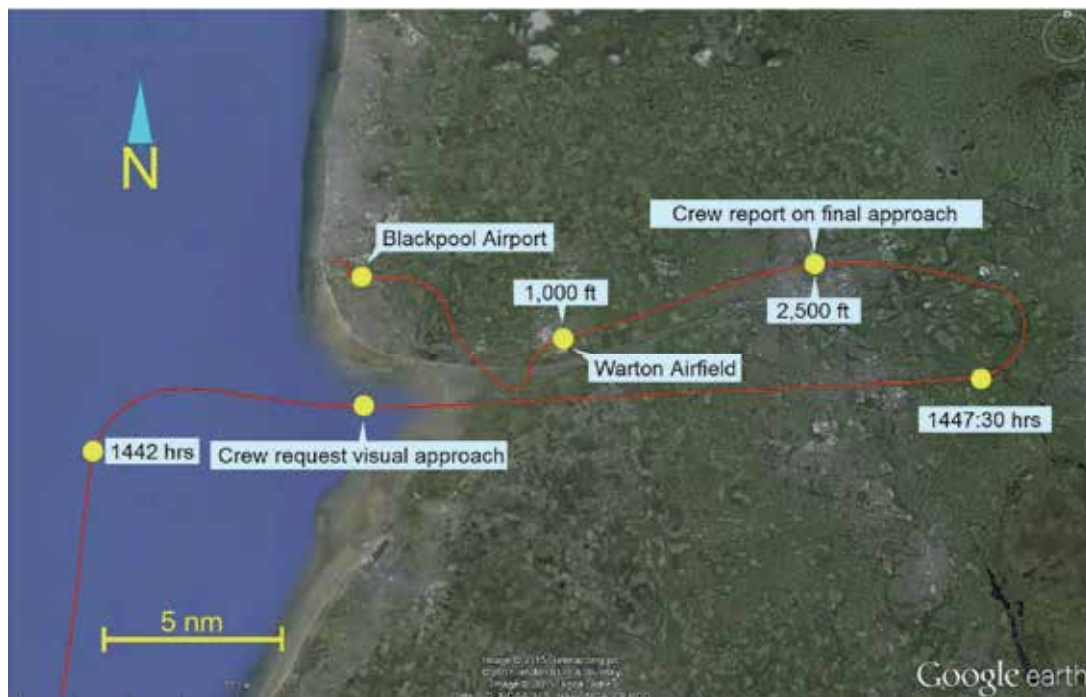 N
Crew report on final approach
Blackpool Airport
1,000 ft
2,500 ft
Warton Airfield
1442 hrs
Crew request visual approach
1447:30 hrs
5 nm
Google earth